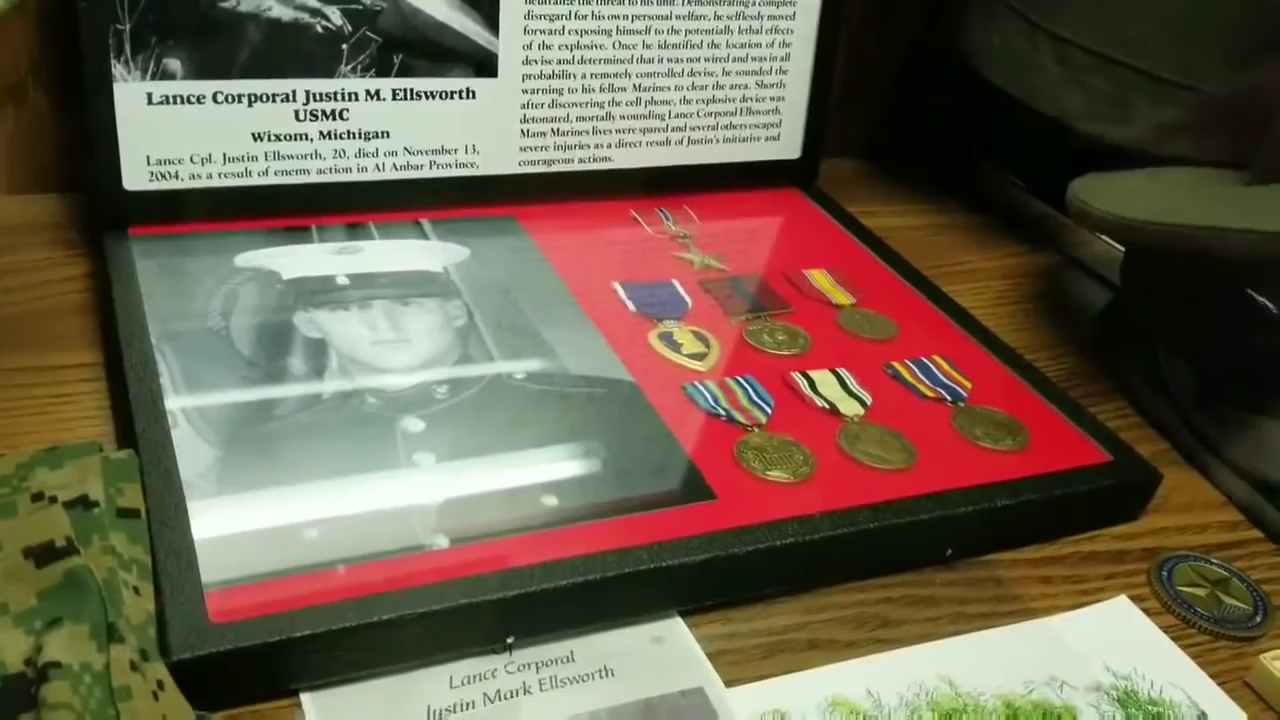 Lance Corporal Justin M. Ellsworth
USMC
Wixom, Michigan
Lance Cpl. Justin Ellsworth, 20, died on November 13,
2004, as a result of enemy action in Al Anbar Province,
neutralize the threat to his unit. Demonstrating a complete
disregard for his own personal welfare, he selflessly moved
forward exposing himself to the potentially lethal effects
of the explosive. Once he identified the location of the
devise and determined that it was not wired and was in all
probability a remotely controlled devise, he sounded the
warning to his fellow Marines to clear the area. Shortly
after discovering the cell phone, the explosive device was
detonated, mortally wounding Lance Corporal Ellsworth.
Many Marines lives were spared and several others escaped
severe injuries as a direct result of Justin's initiative and
courageous actions.
Of
Lance Corporal
Justin Mark Ellsworth